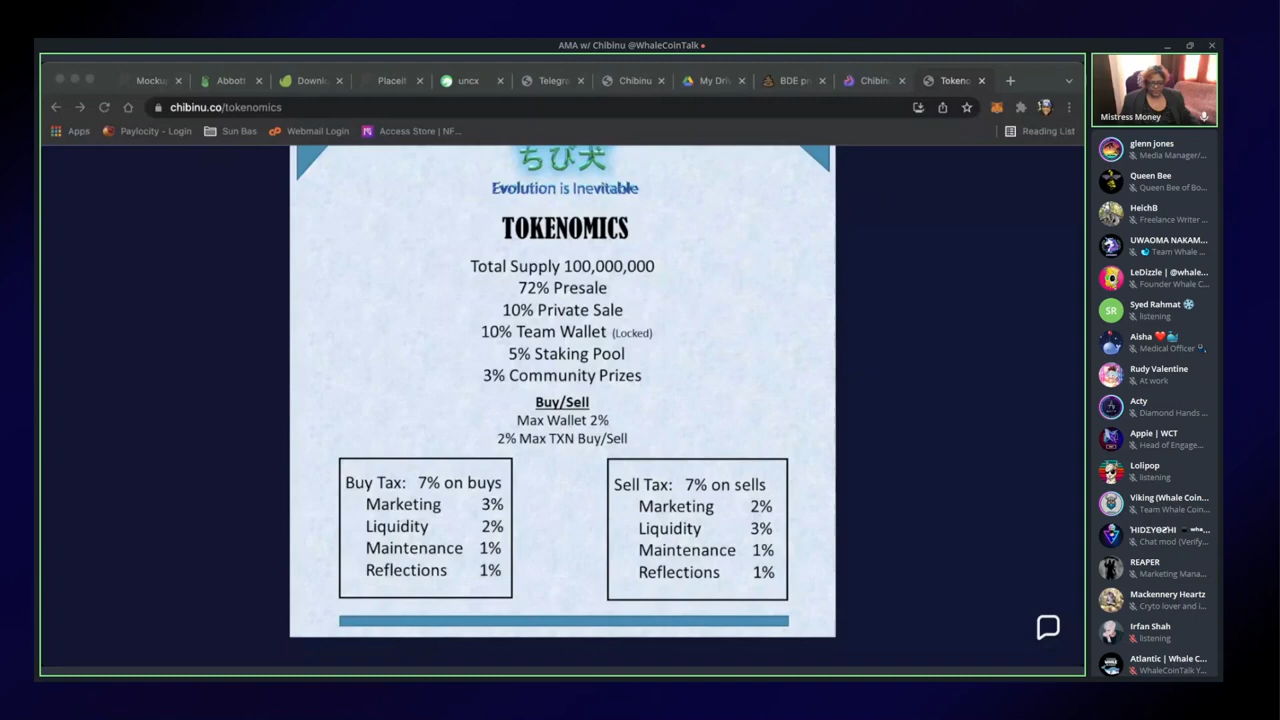 AMA w/ Chibinu @WhaleCoinTalk
Mockup
Abbott
Downlo
Placeit
uncx
Telegra
Chibinu
My Driv
BDE pr
Chibin
Tokeno
chibinu.co/tokenomics
Apps
Paylocity - Login
Sun Bas
Webmail Login
Access Store | NF...
Reading List
ちび犬
Evolution is Inevitable
TOKENOMICS
Total Supply 100,000,000
72% Presale
10% Private Sale
10% Team Wallet (Locked)
5% Staking Pool
3% Community Prizes
Buy/Sell
Max Wallet 2%
2% Max TXN Buy/Sell
Buy Tax: 7% on buys
Marketing 3%
Liquidity 2%
Maintenance 1%
Reflections 1%
Sell Tax: 7% on sells
Marketing 2%
Liquidity 3%
Maintenance 1%
Reflections 1%
Mistress Money
glenn jones
Media Manager/...
Queen Bee
Queen Bee of Bo...
HeichB
Freelance Writer ...
UWAOMA NAKAM...
Team Whale ...
LeDizzle | @whale...
Founder Whale C...
SR
Syed Rahmat
listening
Aisha
Medical Officer
Rudy Valentine
At work
Acty
Diamond Hands ...
Appie | WCT
Head of Engage...
Lolipop
listening
Viking (Whale Coin...
Team Whale Coin...
Chat mod (Verify...
REAPER
Marketing Mana...
Mackennery Heartz
Cryto lover and i...
Irfan Shah
listening
Atlantic | Whale C...
WhaleCoinTalk Y...